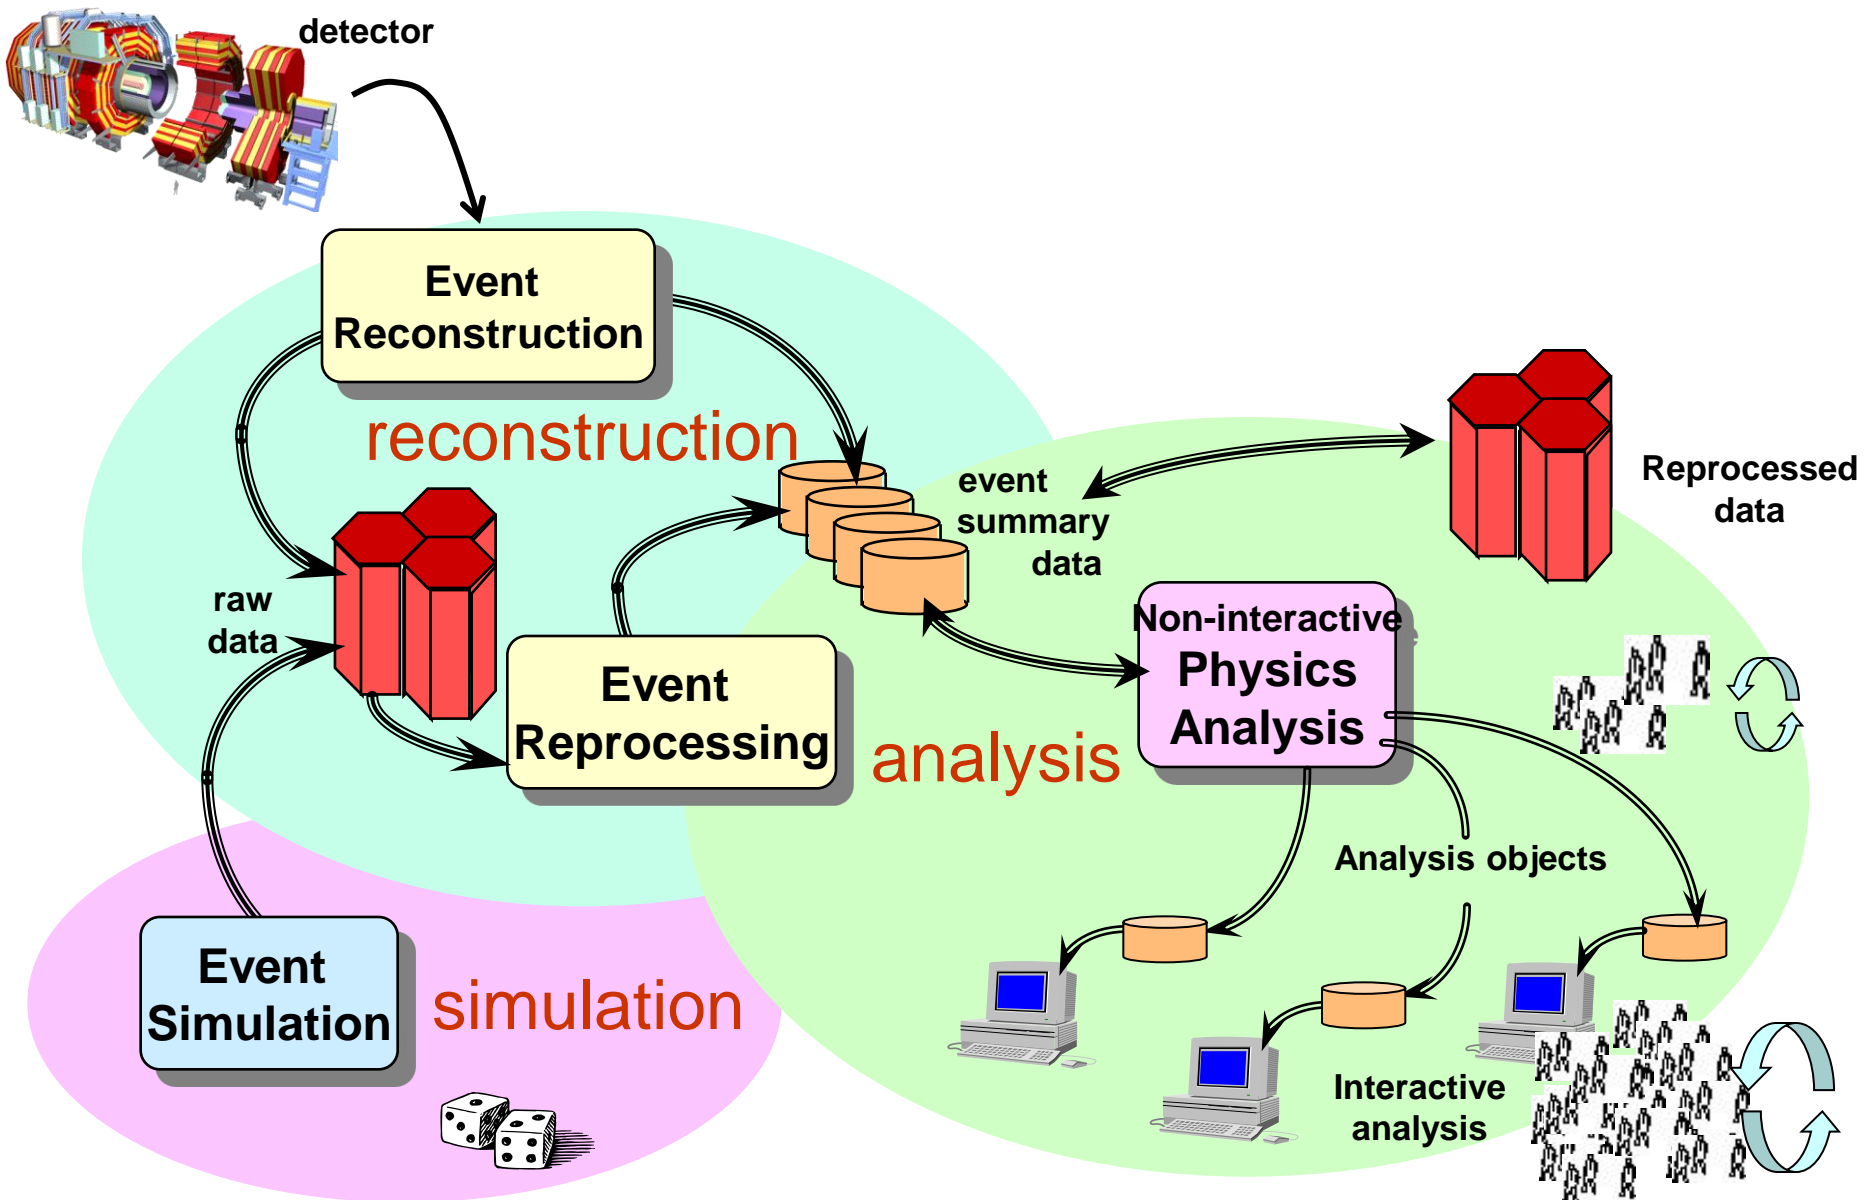 detector
Event
Reconstruction
reconstruction
event
summary
data
Reprocessed
data
raw
data
Event
Reprocessing
Non-interactive
Physics
Analysis
analysis
Analysis objects
Event
Simulation
simulation
Interactive
analysis